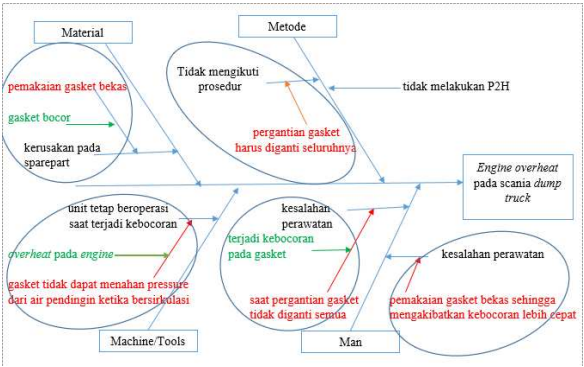 Material
Metode
pemakaian gasket bekas
gasket bocor
kerusakan pada
sparepart
Tidak mengikuti
prosedur
tidak melakukan P2H
pergantian gasket
harus diganti seluruhnya
Engine overheat
pada scania dump
truck
unit tetap beroperasi
saat terjadi kebocoran
overheat pada engine
gasket tidak dapat menahan pressure
dari air pendingin ketika bersirkulasi
kesalahan
perawatan
terjadi kebocoran
pada gasket
saat pergantian gasket
tidak diganti semua
kesalahan perawatan
pemakaian gasket bekas sehingga
mengakibatkan kebocoran lebih cepat
Machine/Tools
Man